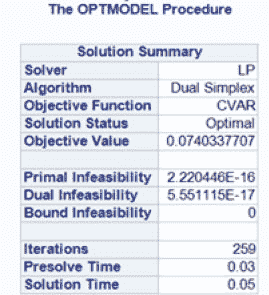 The OPTMODEL Procedure
Solution Summary
Solver LP
Algorithm Dual Simplex
Objective Function CVAR
Solution Status Optimal
Objective Value 0.0740337707
Primal Infeasibility 2.220446E-16
Dual Infeasibility 5.551115E-17
Bound Infeasibility 0
Iterations 259
Presolve Time 0.03
Solution Time 0.05